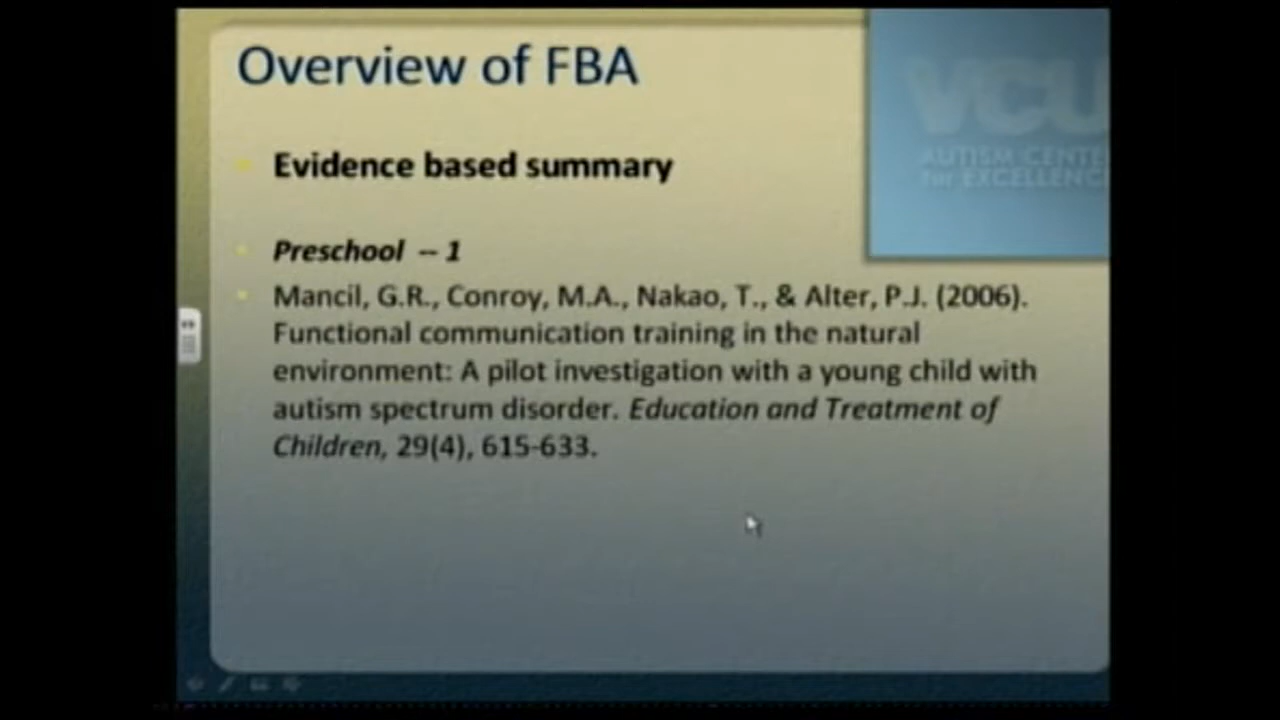 Overview of FBA
VCU
AUTISM CENTE
for EXCELLENC
Evidence based summary
Preschool -- 1
Mancil, G.R., Conroy, M.A., Nakao, T., & Alter, P.J. (2006).
Functional communication training in the natural
environment: A pilot investigation with a young child with
autism spectrum disorder. Education and Treatment of
Children, 29(4), 615-633.